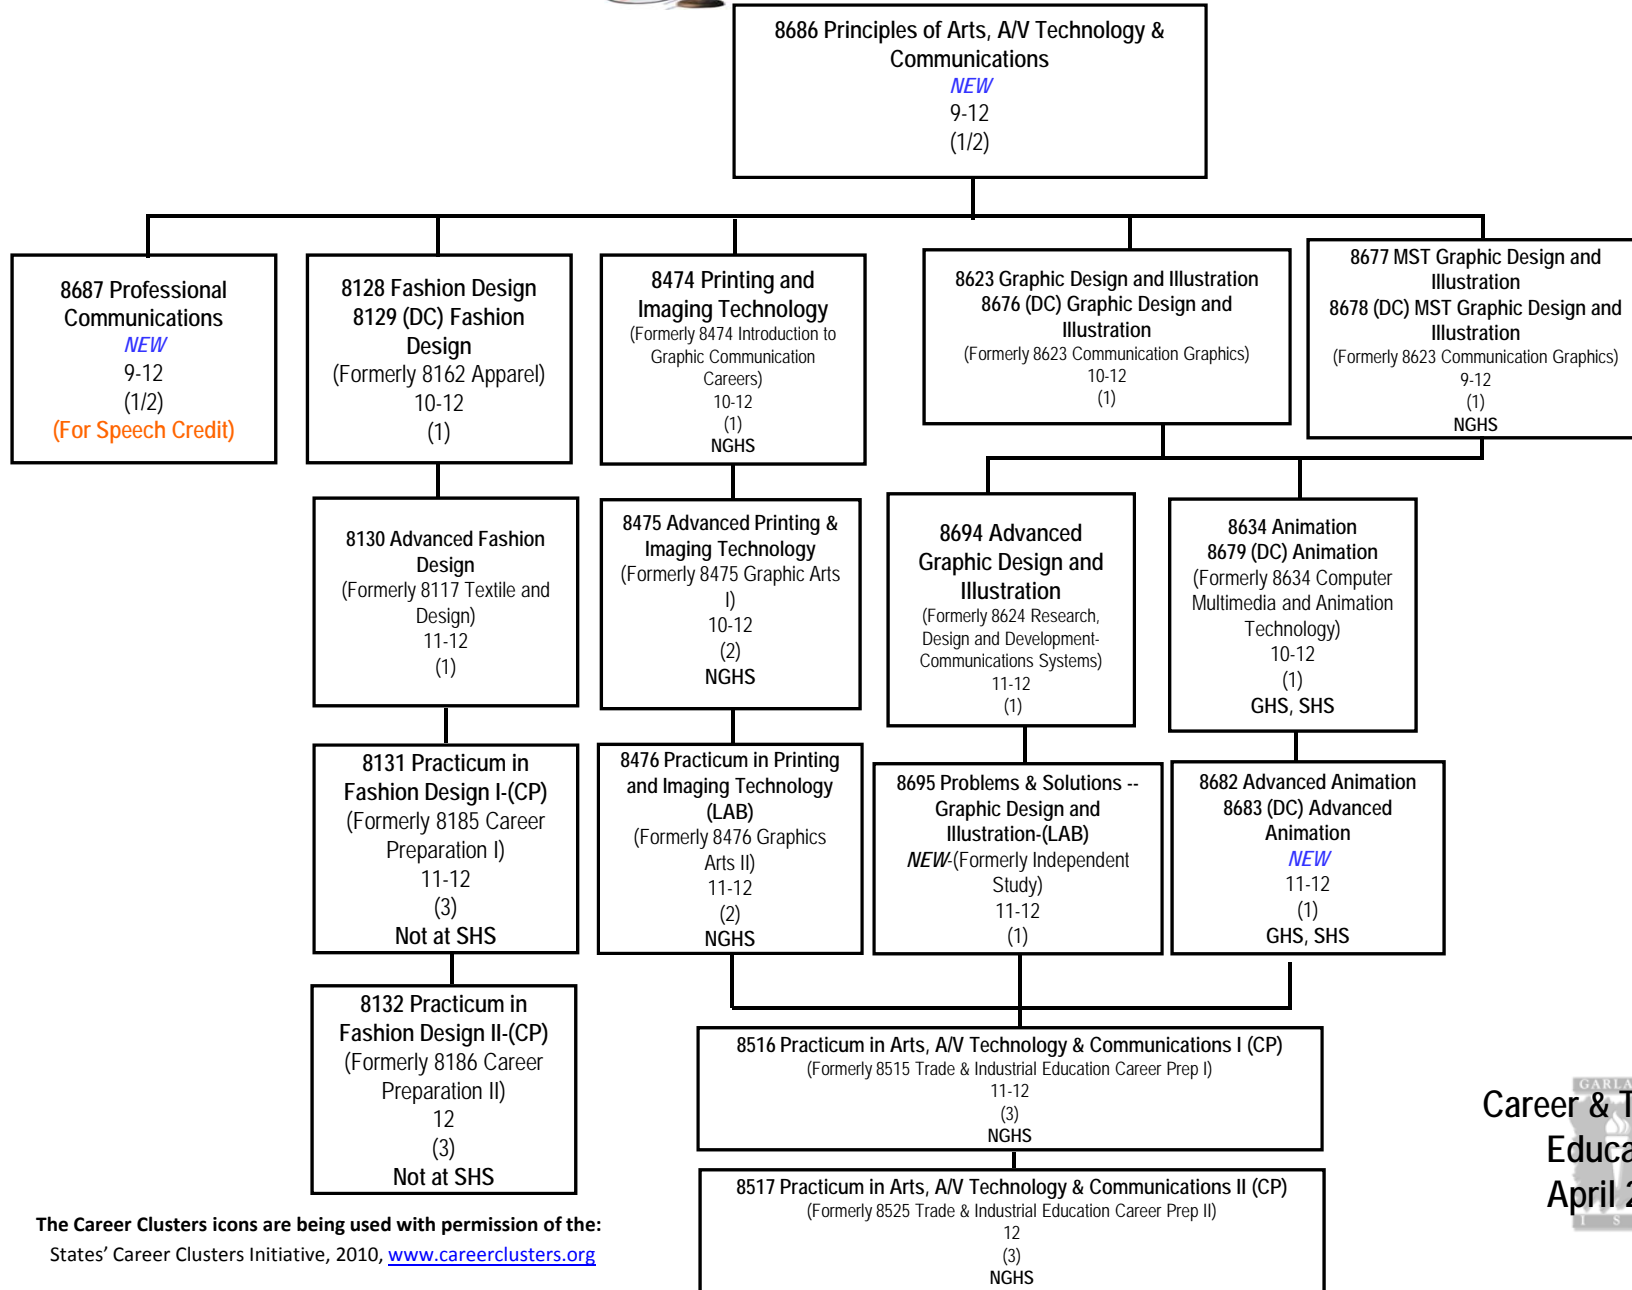 8686 Principles of Arts, A/V Technology &
Communications
NEW
9-12
(1/2)
8687 Professional
Communications
NEW
9-12
(1/2)
(For Speech Credit)
8128 Fashion Design
8129 (DC) Fashion
Design
(Formerly 8162 Apparel)
10-12
(1)
8474 Printing and
Imaging Technology
(Formerly 8474 Introduction to
Graphic Communication
Careers)
10-12
(1)
NGHS
8623 Graphic Design and Illustration
8676 (DC) Graphic Design and
Illustration
(Formerly 8623 Communication Graphics)
10-12
(1)
8677 MST Graphic Design and
Illustration
8678 (DC) MST Graphic Design and
Illustration
(Formerly 8623 Communication Graphics)
9-12
(1)
NGHS
8130 Advanced Fashion
Design
(Formerly 8117 Textile and
Design)
11-12
(1)
8475 Advanced Printing &
Imaging Technology
(Formerly 8475 Graphic Arts
I)
10-12
(2)
NGHS
8694 Advanced
Graphic Design and
Illustration
(Formerly 8624 Research,
Design and Development-
Communications Systems)
11-12
(1)
8634 Animation
8679 (DC) Animation
(Formerly 8634 Computer
Multimedia and Animation
Technology)
10-12
(1)
GHS, SHS
8131 Practicum in
Fashion Design I-(CP)
(Formerly 8185 Career
Preparation I)
11-12
(3)
Not at SHS
8476 Practicum in Printing
and Imaging Technology
(LAB)
(Formerly 8476 Graphics
Arts II)
11-12
(2)
NGHS
8695 Problems & Solutions --
Graphic Design and
Illustration-(LAB)
NEW-(Formerly Independent
Study)
11-12
(1)
8682 Advanced Animation
8683 (DC) Advanced
Animation
NEW
11-12
(1)
GHS, SHS
8132 Practicum in
Fashion Design II-(CP)
(Formerly 8186 Career
Preparation II)
12
(3)
Not at SHS
8516 Practicum in Arts, A/V Technology & Communications I (CP)
(Formerly 8515 Trade & Industrial Education Career Prep I)
11-12
(3)
NGHS
8517 Practicum in Arts, A/V Technology & Communications II (CP)
(Formerly 8525 Trade & Industrial Education Career Prep II)
12
(3)
NGHS
GARLA
Career & T
Educa
April 2
I S
The Career Clusters icons are being used with permission of the:
States’ Career Clusters Initiative, 2010, www.careerclusters.org